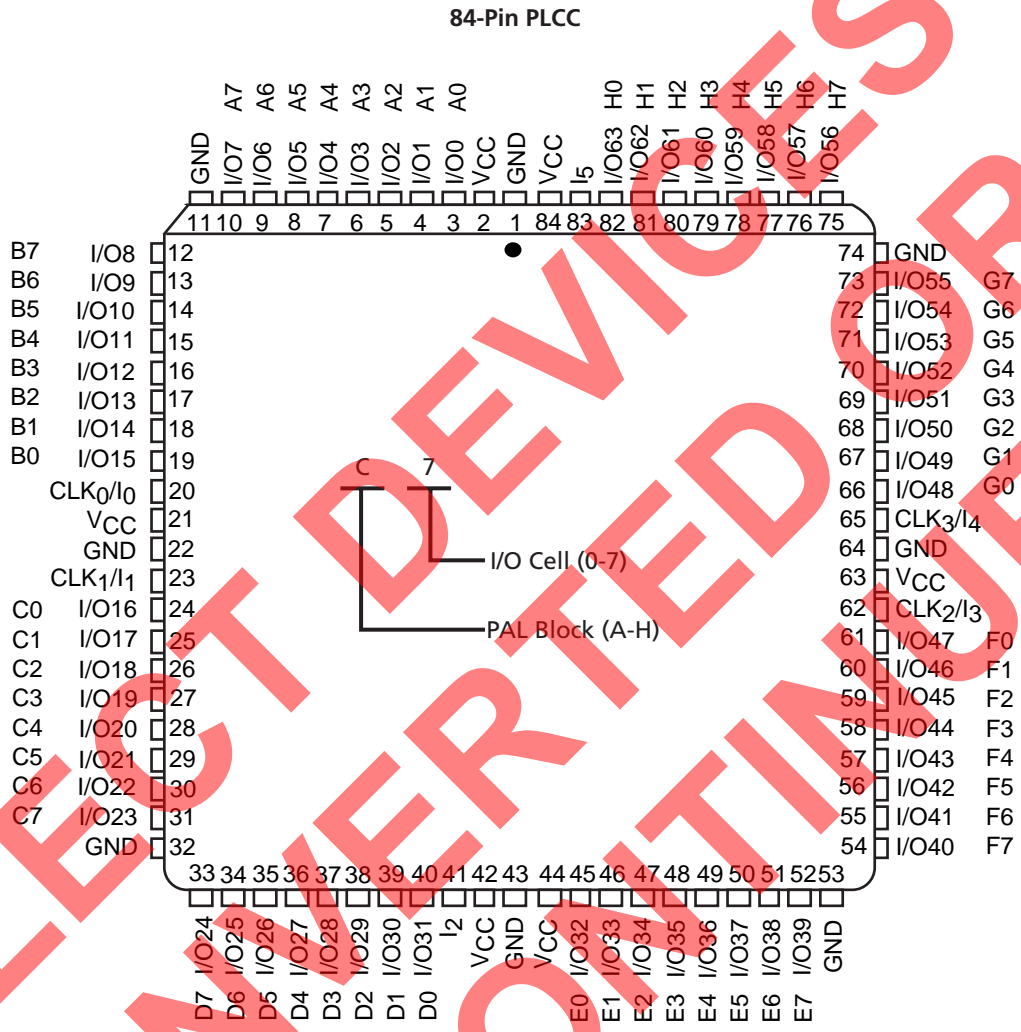 84-Pin PLCC
A7 A6 A5 A4 A3 A2 A1 A0 H0 H1 H2 H3 H4 H5 H6 H7
GND I/O7 I/O6 I/O5 I/O4 I/O3 I/O2 I/O1 I/O0 VCC GND VCC I5 I/O63 I/O62 I/O61 I/O60 I/O59 I/O58 I/O57 I/O56
11 10 9 8 7 6 5 4 3 2 1 84 83 82 81 80 79 78 77 76 75
B7 I/O8 12 74 GND
B6 I/O9 13 73 I/O55 G7
B5 I/O10 14 72 I/O54 G6
B4 I/O11 15 71 I/O53 G5
B3 I/O12 16 70 I/O52 G4
B2 I/O13 17 69 I/O51 G3
B1 I/O14 18 68 I/O50 G2
B0 I/O15 19 67 I/O49 G1
C 7
CLK0/I0 20 66 I/O48 G0
VCC 21 65 CLK3/I4
GND 22 64 GND
I/O Cell (0-7)
CLK1/I1 23 63 VCC
C0 I/O16 24 62 CLK2/I3
PAL Block (A-H)
C1 I/O17 25 61 I/O47 F0
C2 I/O18 26 60 I/O46 F1
C3 I/O19 27 59 I/O45 F2
C4 I/O20 28 58 I/O44 F3
C5 I/O21 29 57 I/O43 F4
C6 I/O22 30 56 I/O42 F5
C7 I/O23 31 55 I/O41 F6
GND 32 54 I/O40 F7
33 34 35 36 37 38 39 40 41 42 43 44 45 46 47 48 49 50 51 52 53
I/O24 I/O25 I/O26 I/O27 I/O28 I/O29 I/O30 I/O31 I2 VCC GND VCC I/O32 I/O33 I/O34 I/O35 I/O36 I/O37 I/O38 I/O39 GND
D7 D6 D5 D4 D3 D2 D1 D0 E0 E1 E2 E3 E4 E5 E6 E7
DEVICES